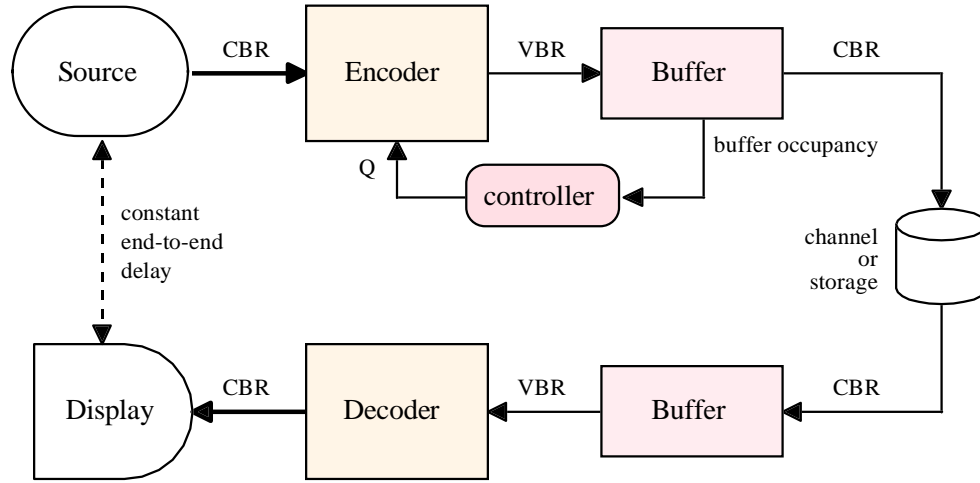 CBR
VBR
CBR
Source
Encoder
Buffer
buffer occupancy
Q
controller
constant
end-to-end
delay
channel
or
storage
CBR
VBR
CBR
Display
Decoder
Buffer